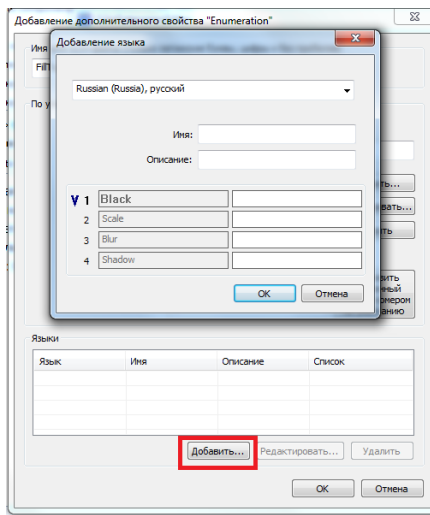 Добавление дополнительного свойства "Enumeration"
Имя
Добавление языка
Russian (Russia), русский
Имя:
Описание:
V 1 Black
2 Scale
3 Blur
4 Shadow
OK Отмена
Языки
Язык Имя Описание Список
Добавить... Редактировать... Удалить
OK Отмена